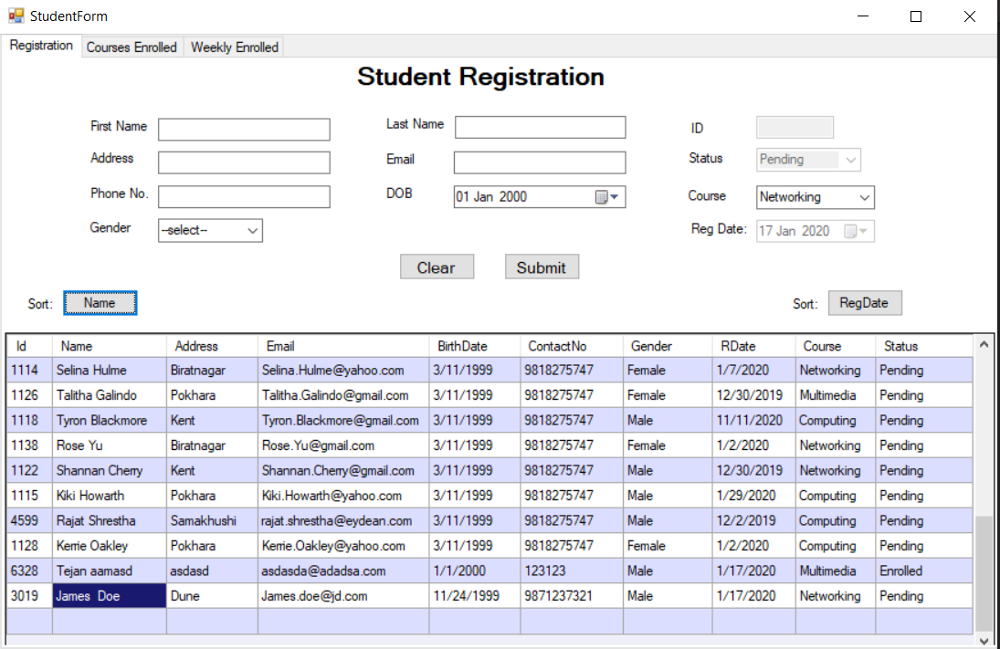 StudentForm
Registration Courses Enrolled Weekly Enrolled
Student Registration
First Name Last Name ID
Address Email Status Pending
Phone No. DOB 01 Jan 2000 Course Networking
Gender --select-- Reg Date: 17 Jan 2020
Clear Submit
Sort: Name Sort: RegDate
Id Name Address Email BirthDate ContactNo Gender RDate Course Status
1114 Selina Hulme Biratnagar Selina.Hulme@yahoo.com 3/11/1999 9818275747 Female 1/7/2020 Networking Pending
1126 Talitha Galindo Pokhara Talitha.Galindo@gmail.com 3/11/1999 9818275747 Female 12/30/2019 Multimedia Pending
1118 Tyron Blackmore Kent Tyron.Blackmore@gmail.com 3/11/1999 9818275747 Male 11/11/2020 Computing Pending
1138 Rose Yu Biratnagar Rose.Yu@gmail.com 3/11/1999 9818275747 Female 1/2/2020 Networking Pending
1122 Shannan Cherry Kent Shannan.Cherry@gmail.com 3/11/1999 9818275747 Male 12/30/2019 Networking Pending
1115 Kiki Howarth Pokhara Kiki.Howarth@yahoo.com 3/11/1999 9818275747 Male 1/29/2020 Computing Pending
4599 Rajat Shrestha Samakhushi rajat.shrestha@eydean.com 3/11/1999 9818275747 Male 12/2/2019 Computing Pending
1128 Kerrie Oakley Pokhara Kerrie.Oakley@yahoo.com 3/11/1999 9818275747 Female 1/2/2020 Computing Pending
6328 Tejan aamasd asdasd asdasda@adadsa.com 1/1/2000 123123 Male 1/17/2020 Multimedia Enrolled
3019 James Doe Dune James.doe@jd.com 11/24/1999 9871237321 Male 1/17/2020 Networking Pending